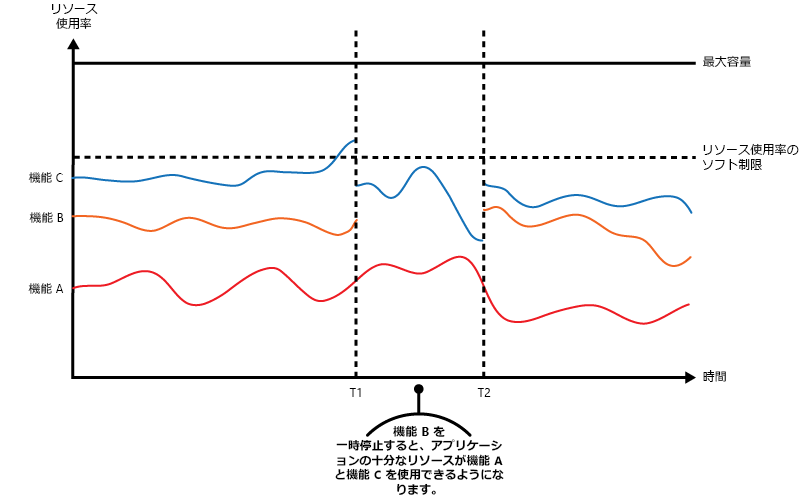 リソース
使用率
最大容量
リソース使用率の
ソフト制限
機能 C
機能 B
機能 A
時間
T1
T2
機能 B を
一時停止すると、アプリケーシ
ョンの十分なリソースが機能 A
と機能 C を使用できるようにな
ります。